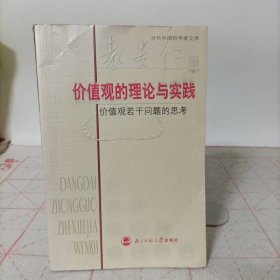 当代中国哲学家文库
袁贵仁
价值观的理论与实践
价值观若干问题的思考
DANGDAI
ZHONGGUO
ZHEXUEJIA
WENKU
北京师范大学出版社